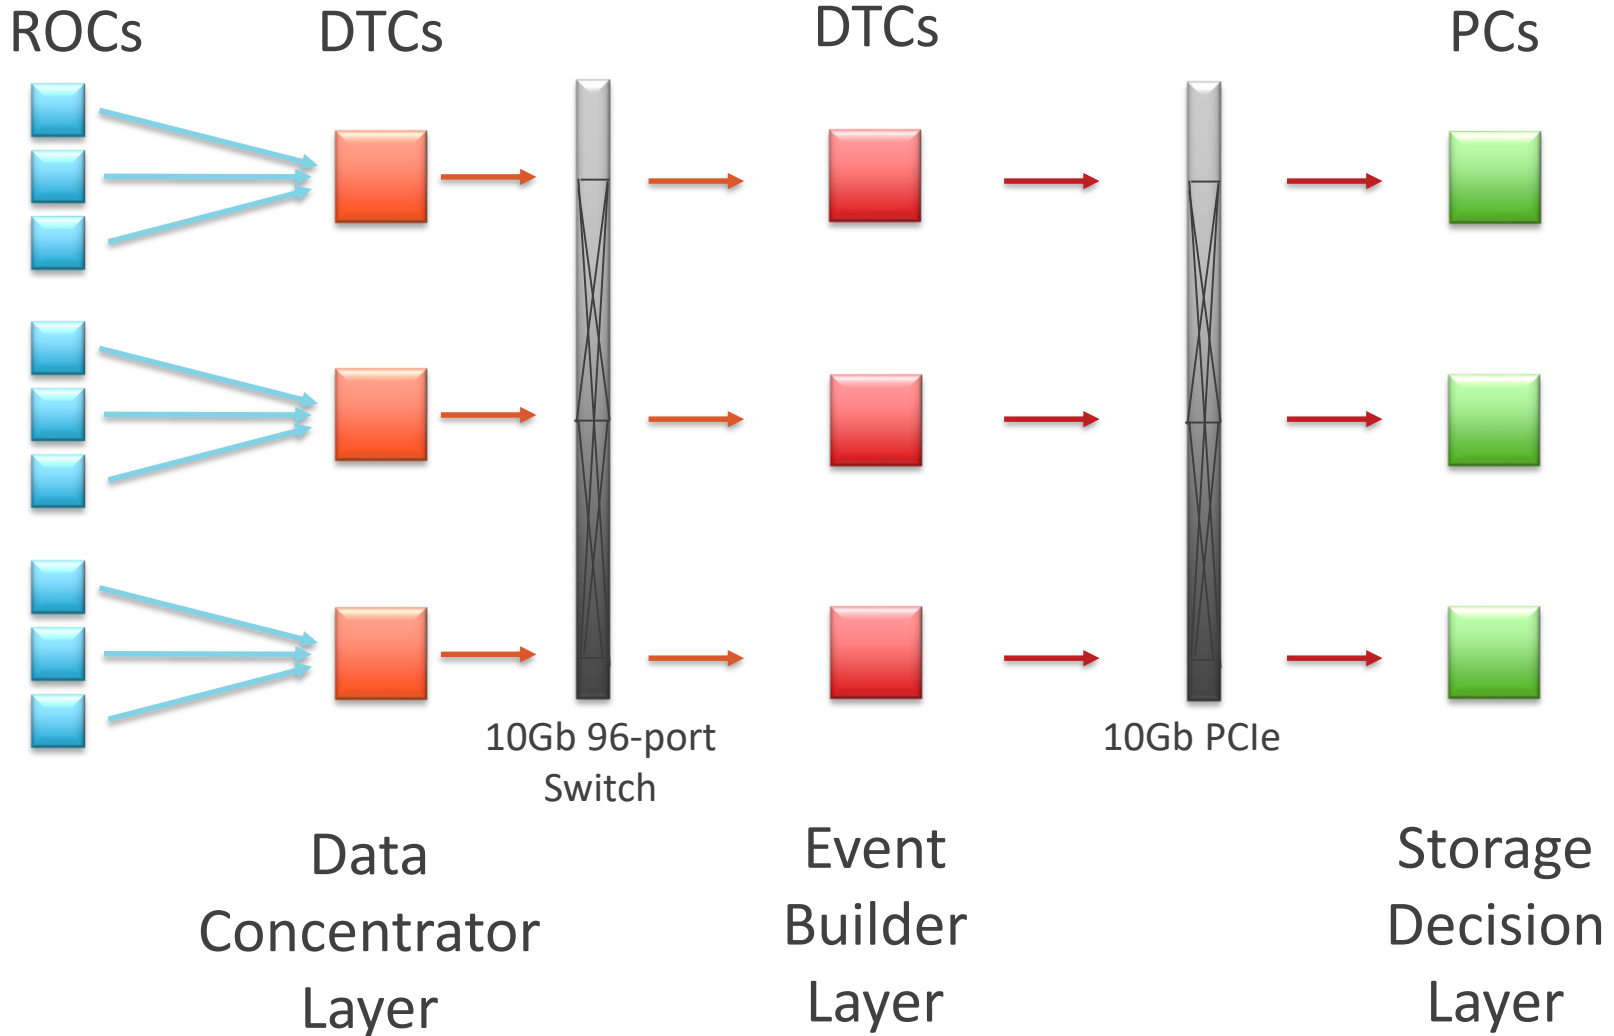 ROCs
DTCs
DTCs
PCs
10Gb 96-port
Switch
10Gb PCIe
Data
Concentrator
Layer
Event
Builder
Layer
Storage
Decision
Layer